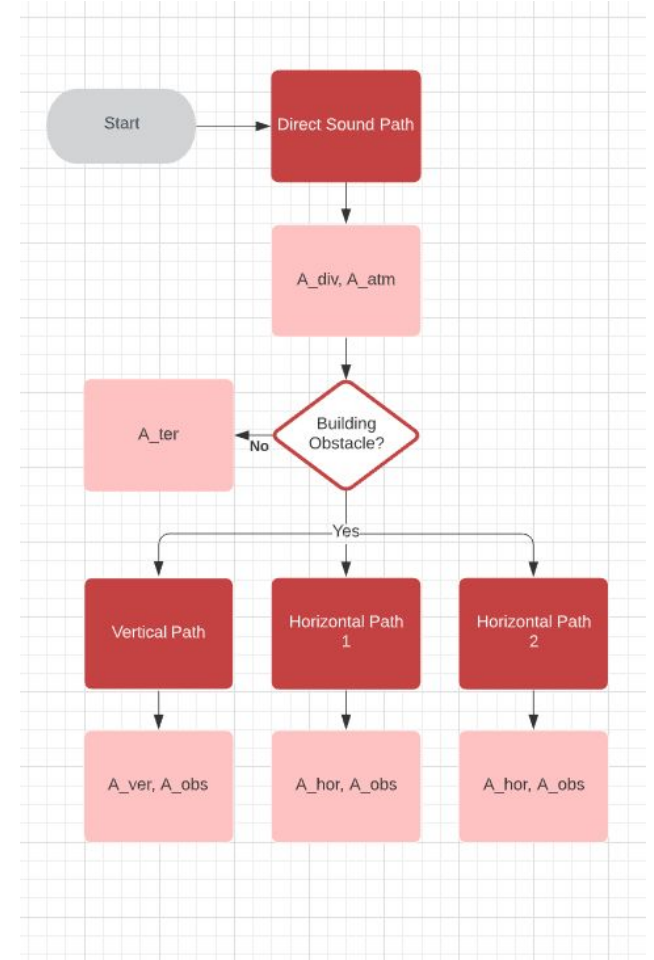 Start
Direct Sound Path
A_div, A_atm
Building
Obstacle?
No
A_ter
Yes
Vertical Path
Horizontal Path
1
Horizontal Path
2
A_ver, A_obs
A_hor, A_obs
A_hor, A_obs